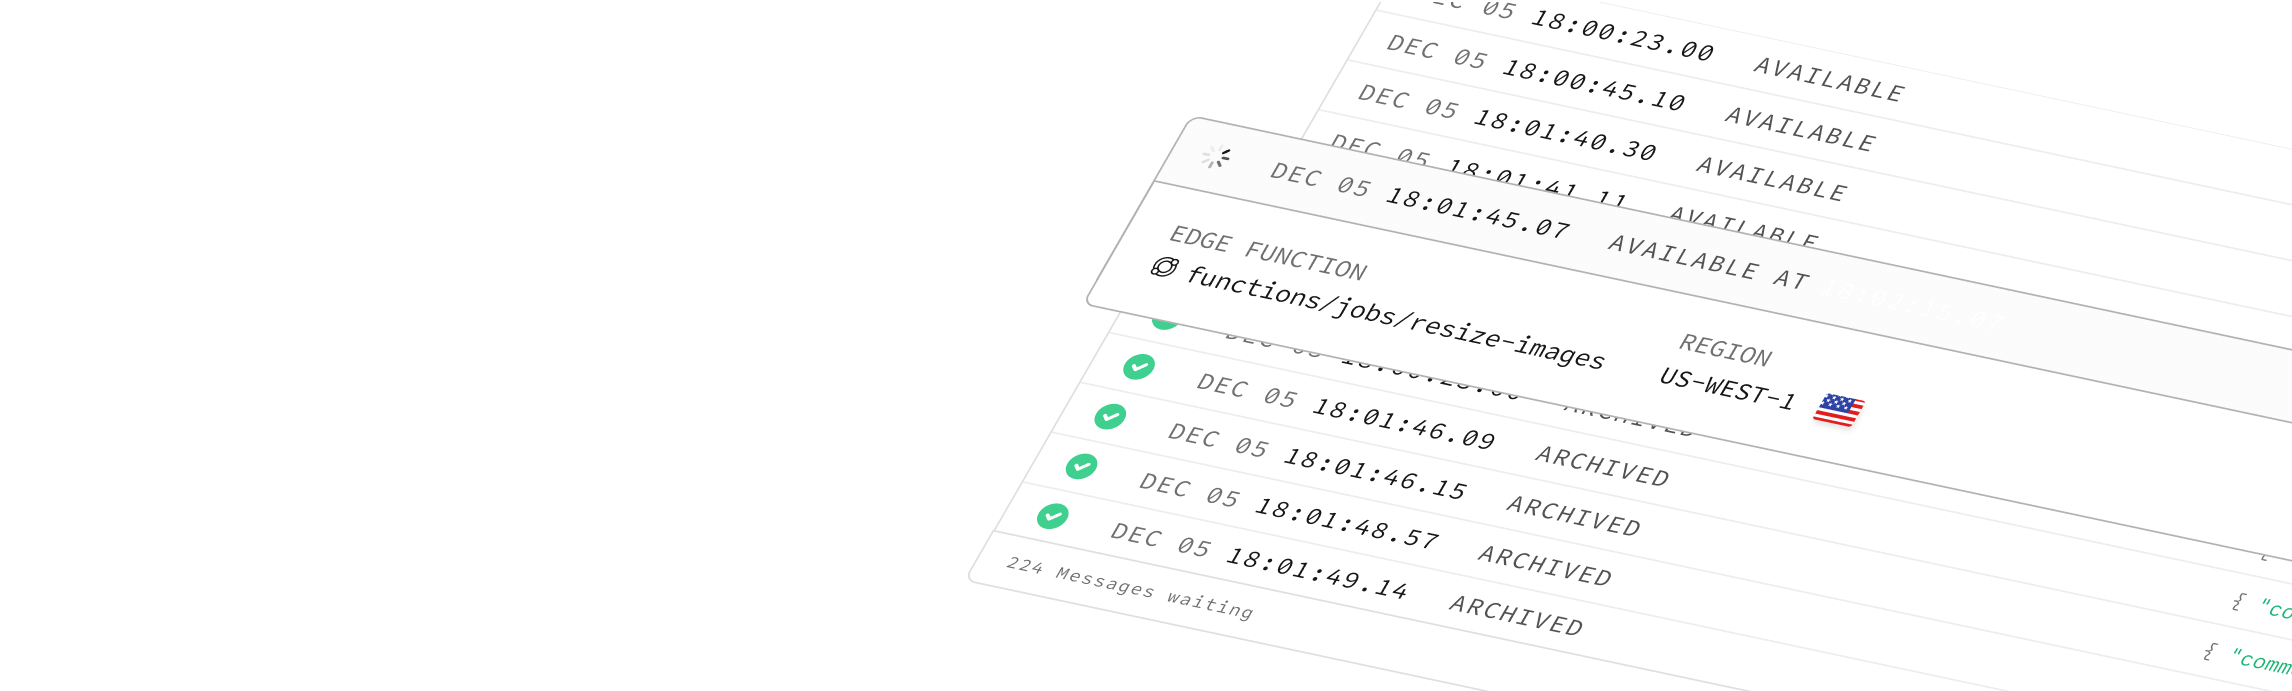 05 18:00:23.00 AVAILABLE
DEC 05 18:00:45.10 AVAILABLE
DEC 05 18:01:40.30 AVAILABLE
DEC 05 18:01:41.11 AVAILABLE
DEC 05 18:01:45.07 AVAILABLE AT
EDGE FUNCTION
functions/jobs/resize-images
REGION
US-WEST-1
ARCHIVED
DEC 05 18:01:46.09 ARCHIVED
DEC 05 18:01:46.15 ARCHIVED
DEC 05 18:01:48.57 ARCHIVED { "co
DEC 05 18:01:49.14 ARCHIVED { "comm
224 Messages waiting